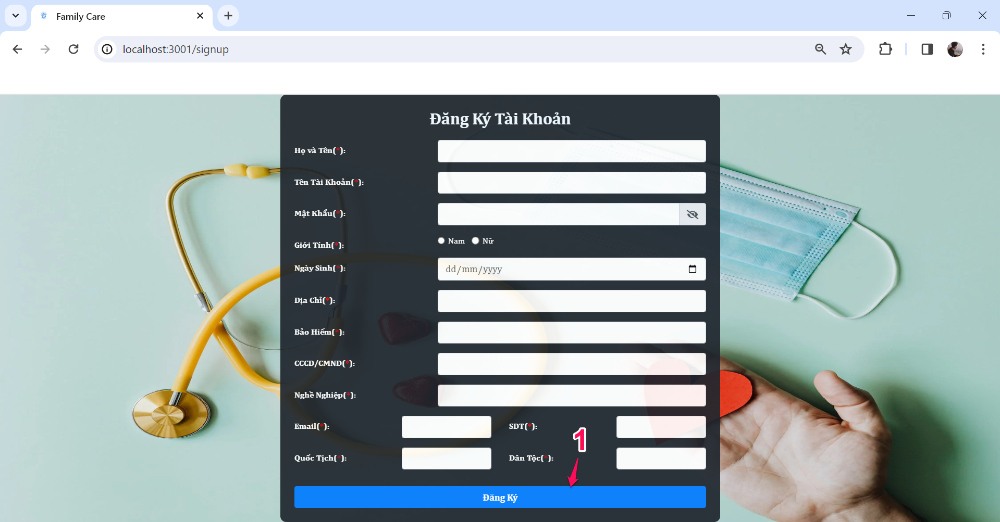 Family Care
localhost:3001/signup
Đăng Ký Tài Khoản
Họ và Tên(*):
Tên Tài Khoản(*):
Mật Khẩu(*):
Giới Tính(*): Nam Nữ
Ngày Sinh(*): dd/mm/yyyy
Địa Chỉ(*):
Bảo Hiểm(*):
CCCD/CMND(*):
Nghề Nghiệp(*):
Email(*): SĐT(*):
1
Quốc Tịch(*): Dân Tộc(*):
Đăng Ký